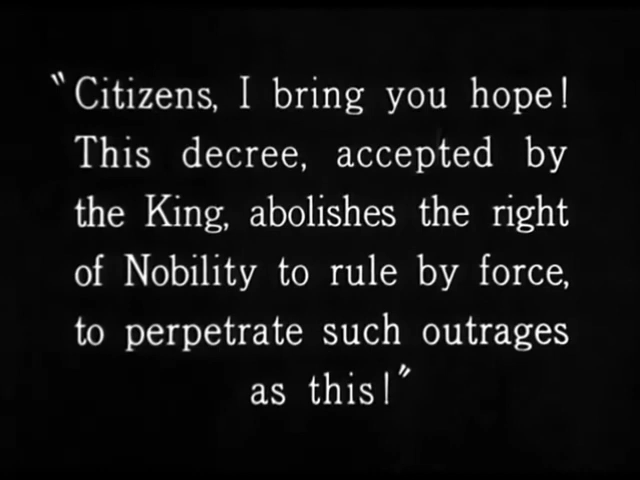 "Citizens, I bring you hope!
This decree, accepted by
the King, abolishes the right
of Nobility to rule by force,
to perpetrate such outrages
as this!"